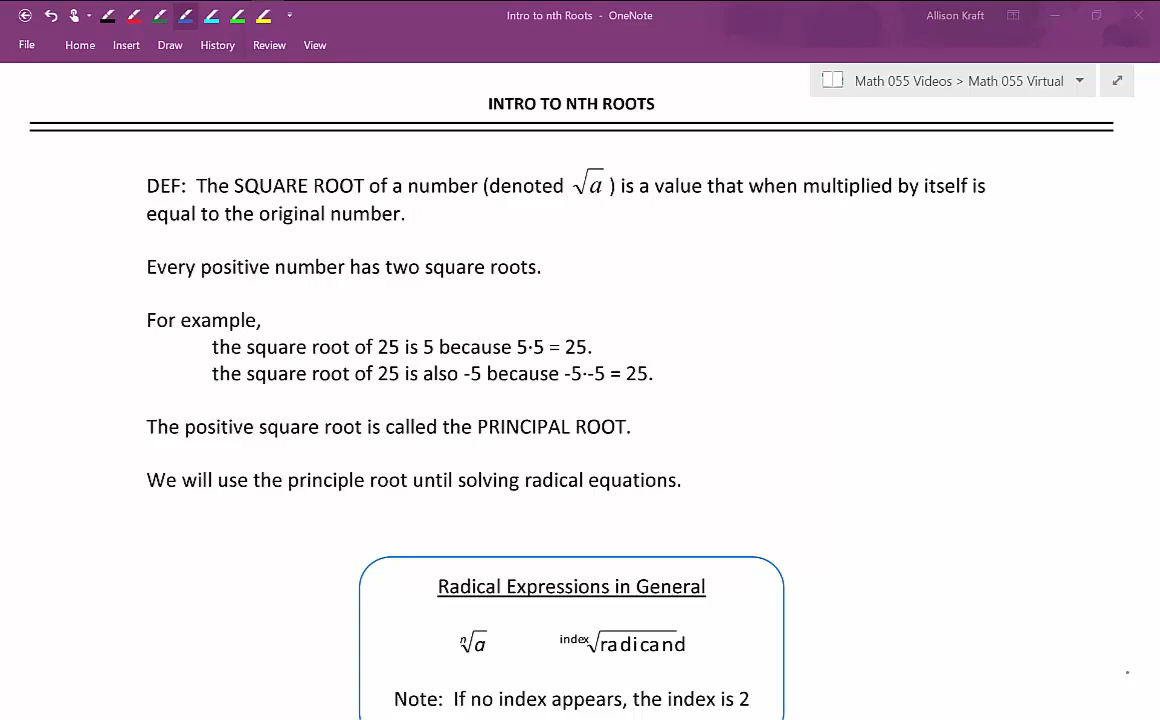 Intro to nth Roots - OneNote
Allison Kraft
File Home Insert Draw History Review View
Math 055 Videos > Math 055 Virtual
INTRO TO NTH ROOTS
DEF: The SQUARE ROOT of a number (denoted √a ) is a value that when multiplied by itself is
equal to the original number.
Every positive number has two square roots.
For example,
the square root of 25 is 5 because 5·5 = 25.
the square root of 25 is also -5 because -5·-5 = 25.
The positive square root is called the PRINCIPAL ROOT.
We will use the principle root until solving radical equations.
Radical Expressions in General
ⁿ√a index√radicand
Note: If no index appears, the index is 2